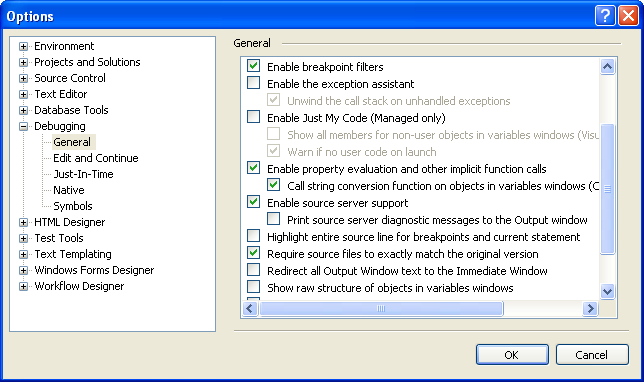 Options
General
Environment
Projects and Solutions
Source Control
Text Editor
Database Tools
Debugging
General
Edit and Continue
Just-In-Time
Native
Symbols
HTML Designer
Test Tools
Text Templating
Windows Forms Designer
Workflow Designer
Enable breakpoint filters
Enable the exception assistant
Unwind the call stack on unhandled exceptions
Enable Just My Code (Managed only)
Show all members for non-user objects in variables windows (Visu
Warn if no user code on launch
Enable property evaluation and other implicit function calls
Call string conversion function on objects in variables windows (C
Enable source server support
Print source server diagnostic messages to the Output window
Highlight entire source line for breakpoints and current statement
Require source files to exactly match the original version
Redirect all Output Window text to the Immediate Window
Show raw structure of objects in variables windows
OK
Cancel